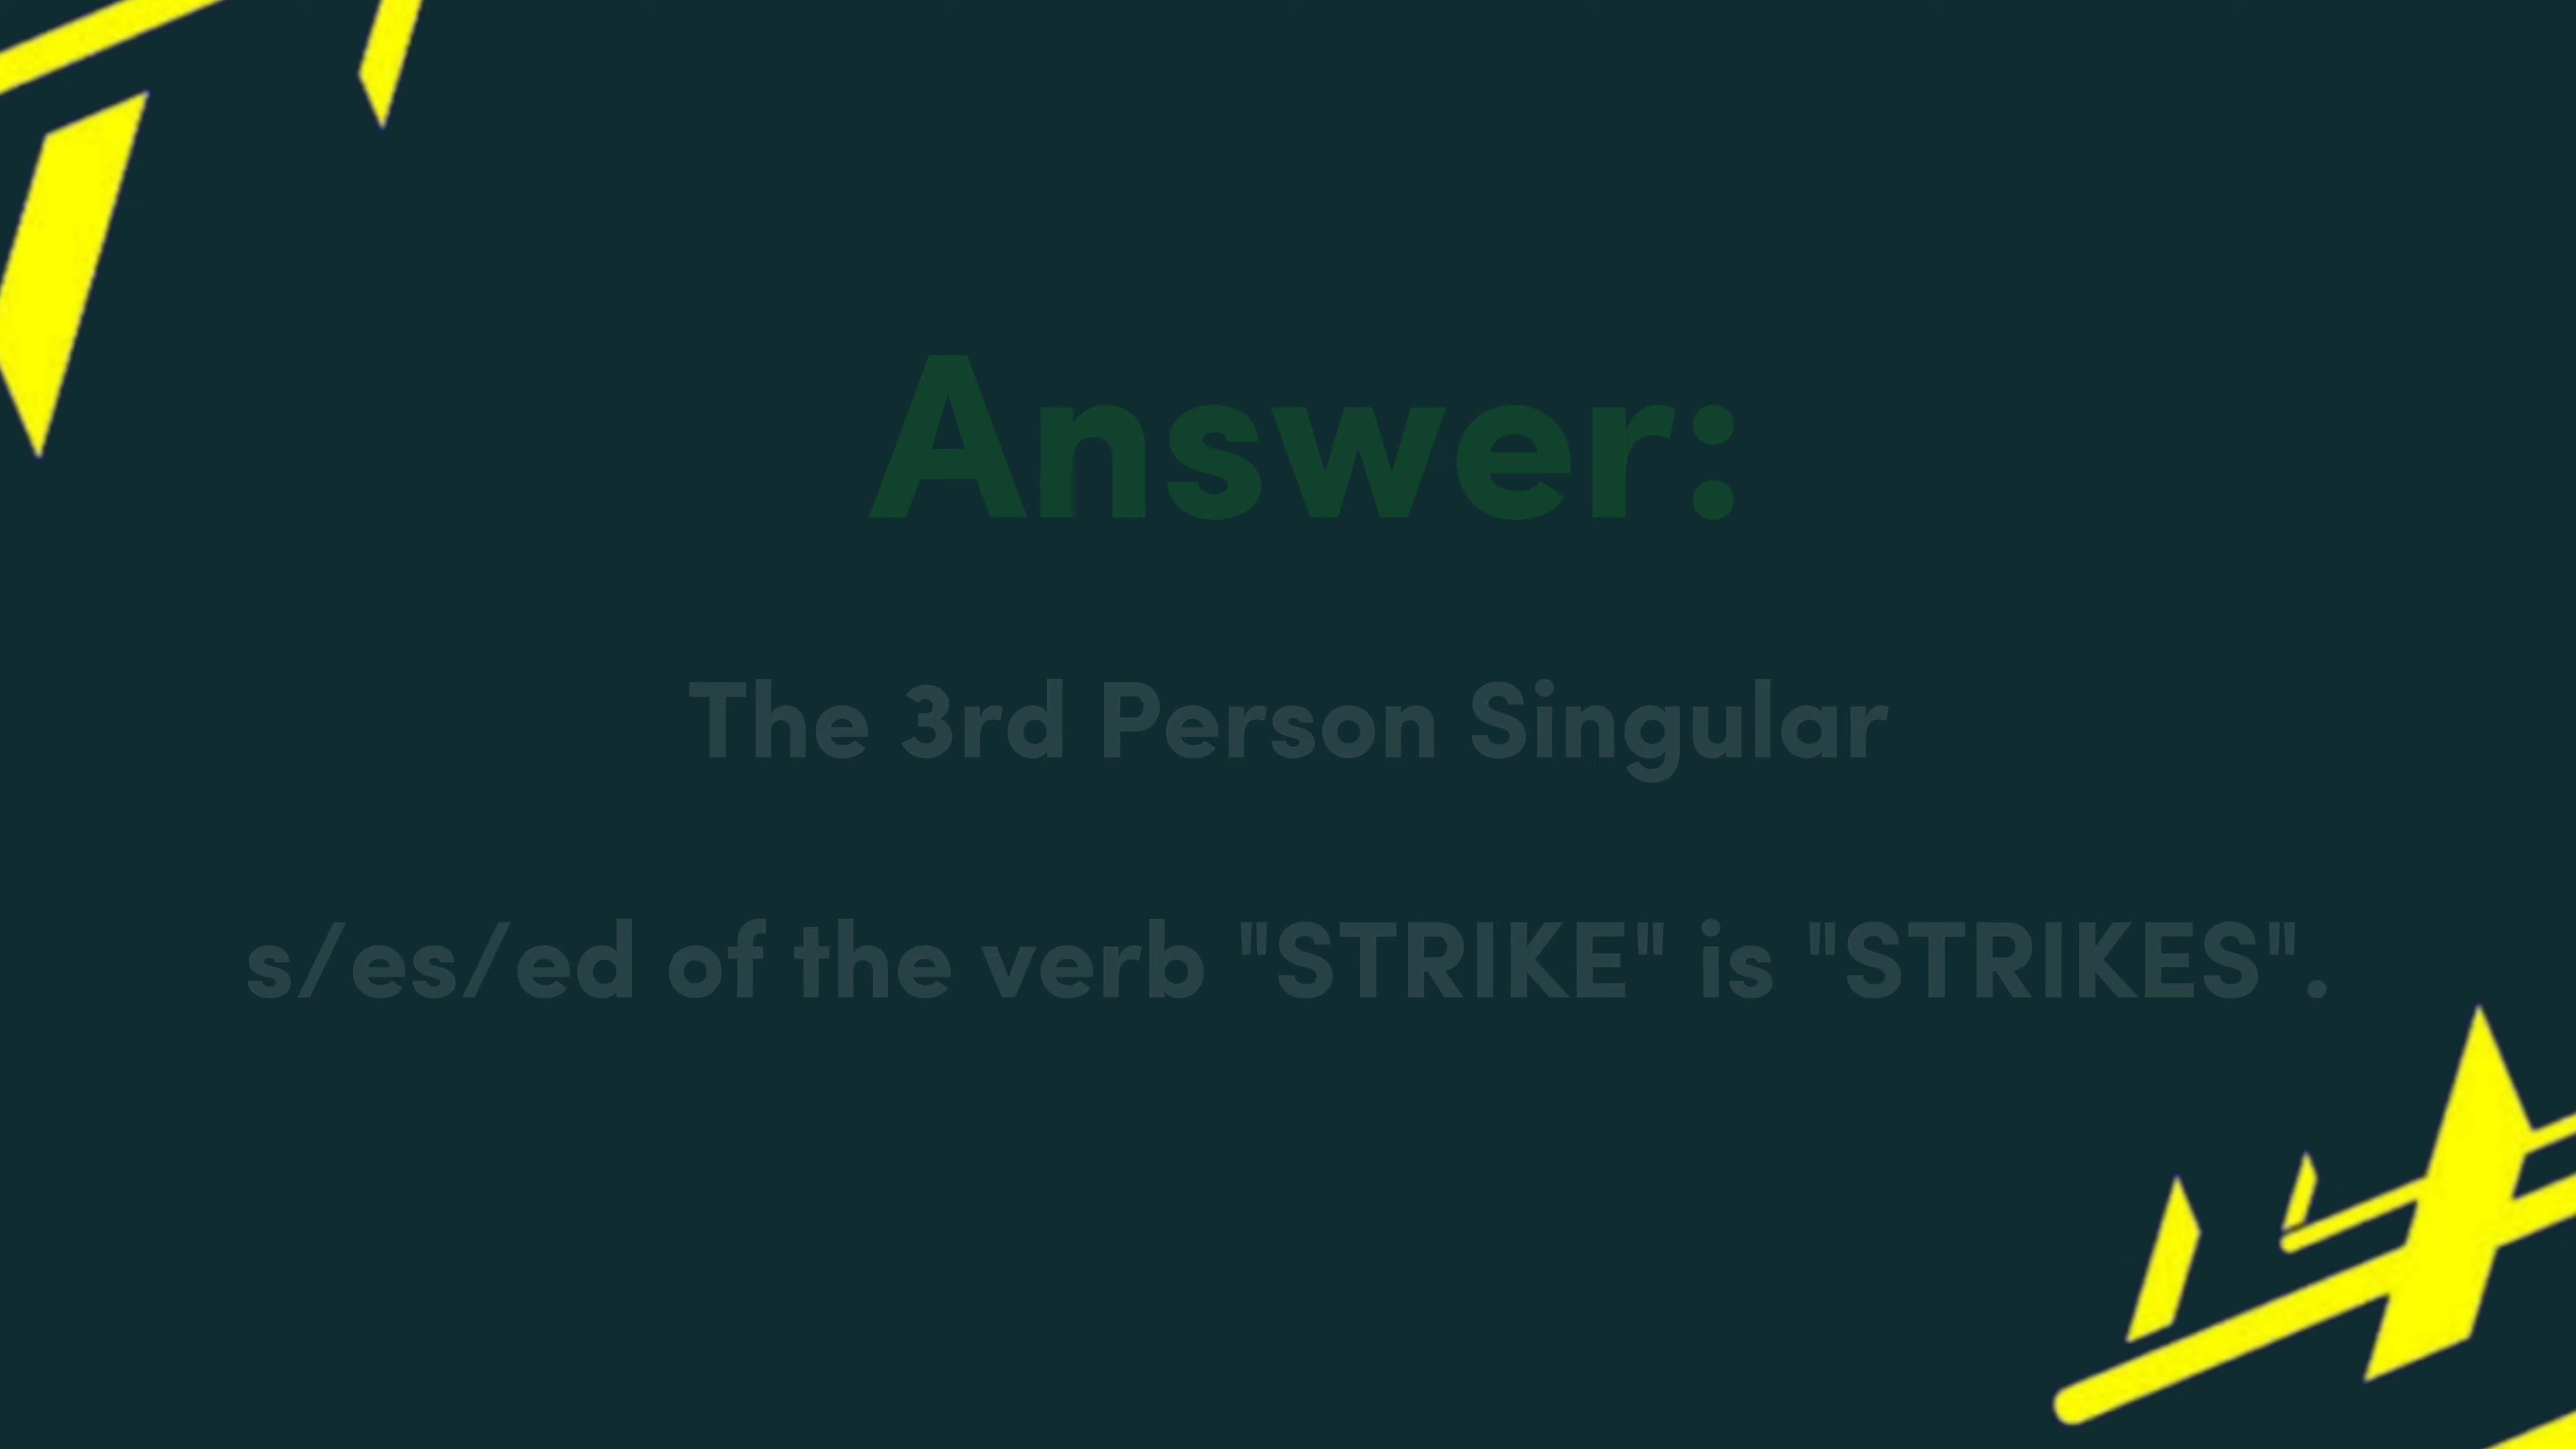 Answer:
The 3rd Person Singular
s/es/ed of the verb "STRIKE" is "STRIKES".